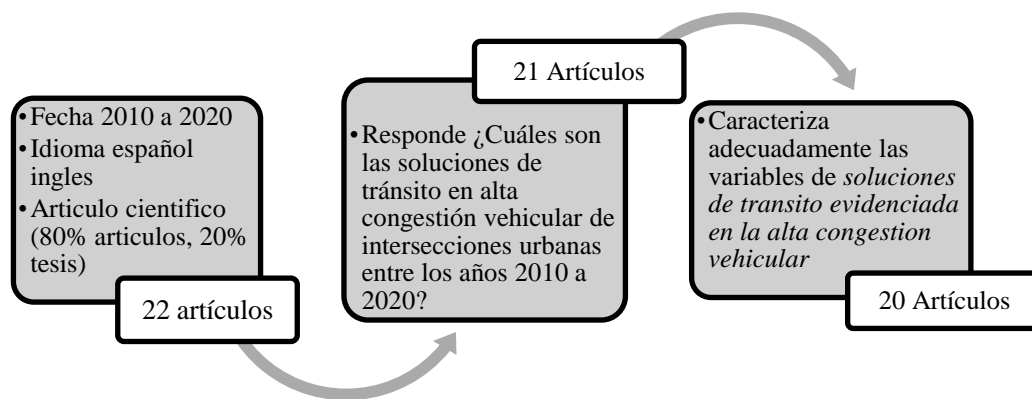 •Fecha 2010 a 2020
•Idioma español
ingles
•Articulo cientifico
(80% articulos, 20%
tesis)
22 artículos
21 Artículos
•Responde ¿Cuáles son
las soluciones de
tránsito en alta
congestión vehicular de
intersecciones urbanas
entre los años 2010 a
2020?
•Caracteriza
adecuadamente las
variables de soluciones
de transito evidenciada
en la alta congestion
vehicular
20 Artículos